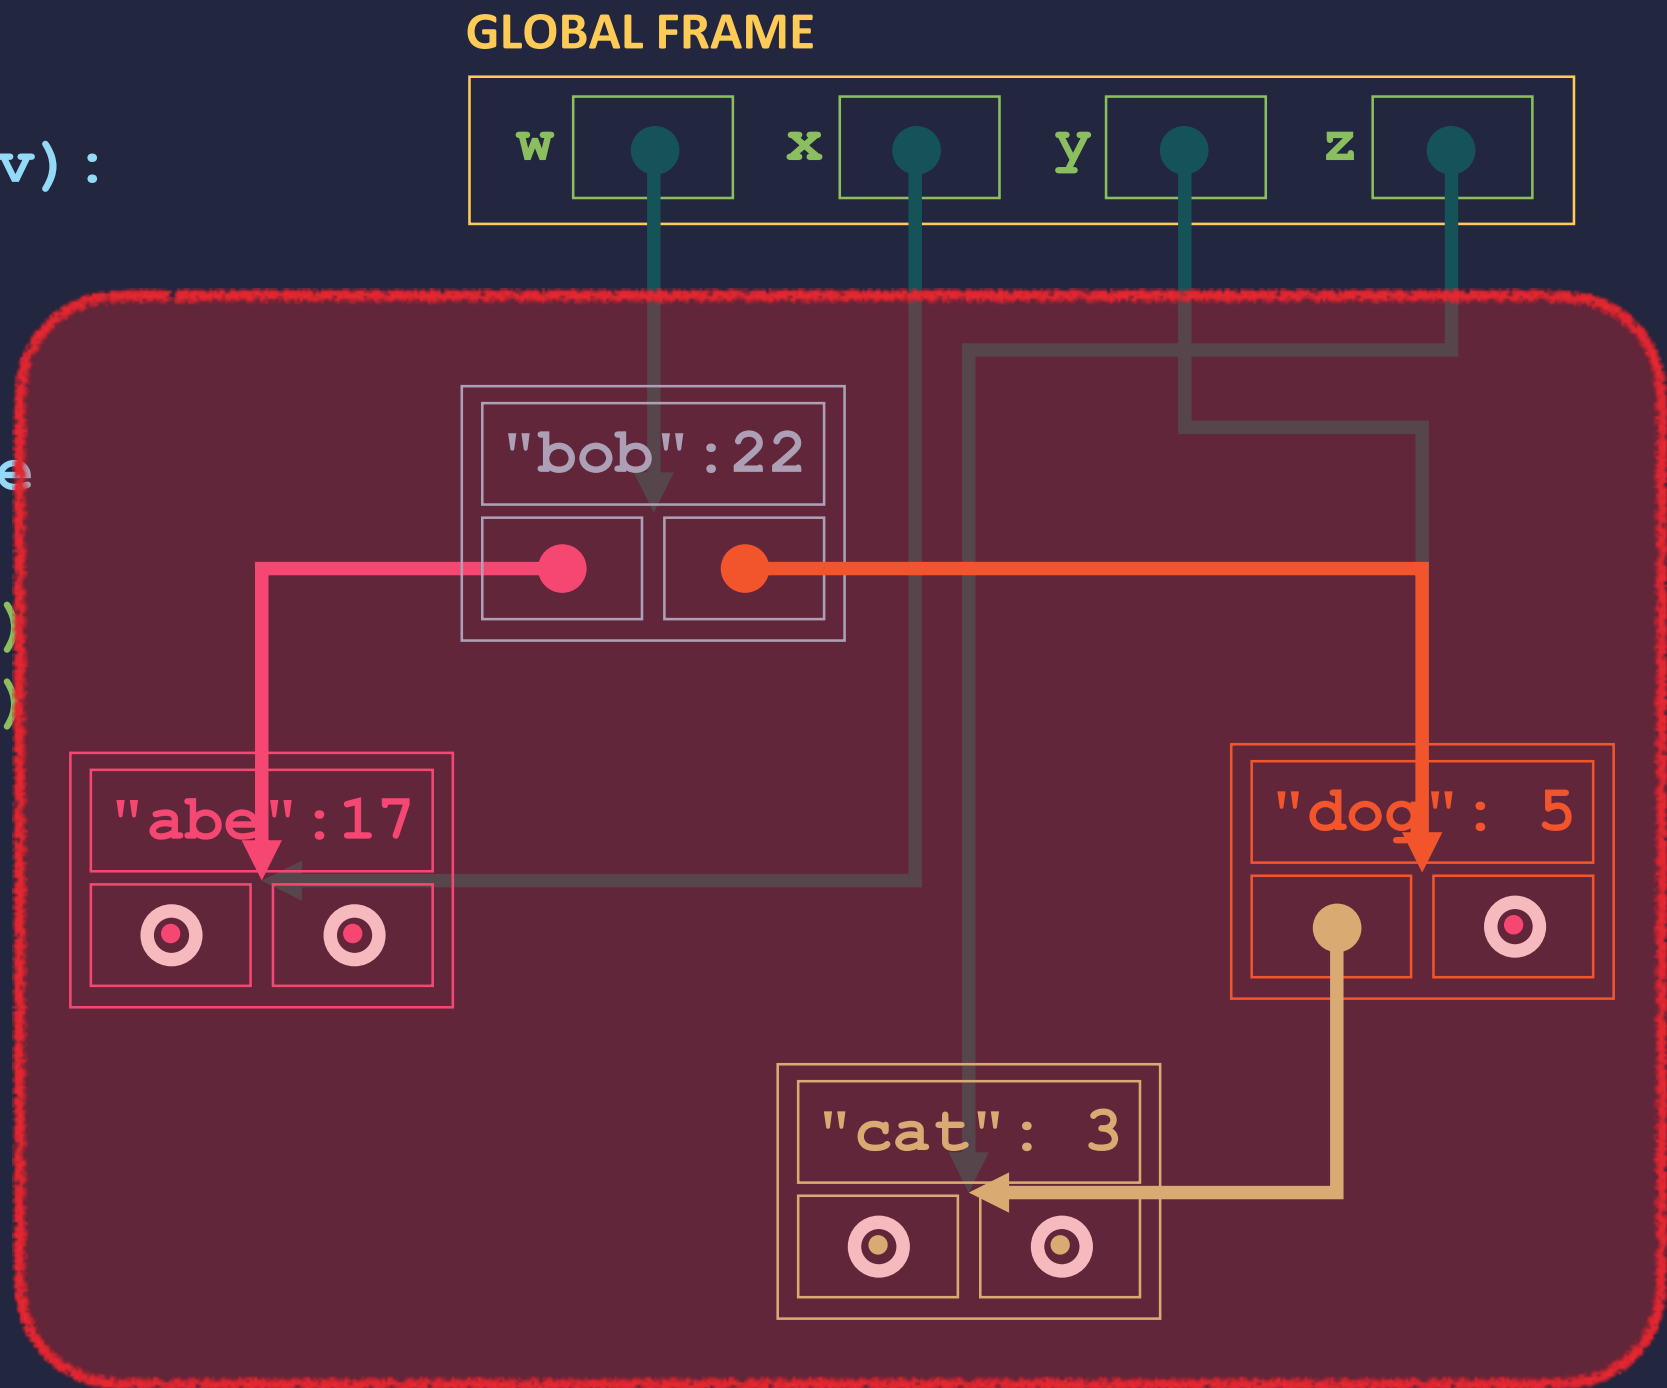 GLOBAL FRAME
w x y z
v):
"bob":22
e
)
)
"abe":17
"dog": 5
"cat": 3